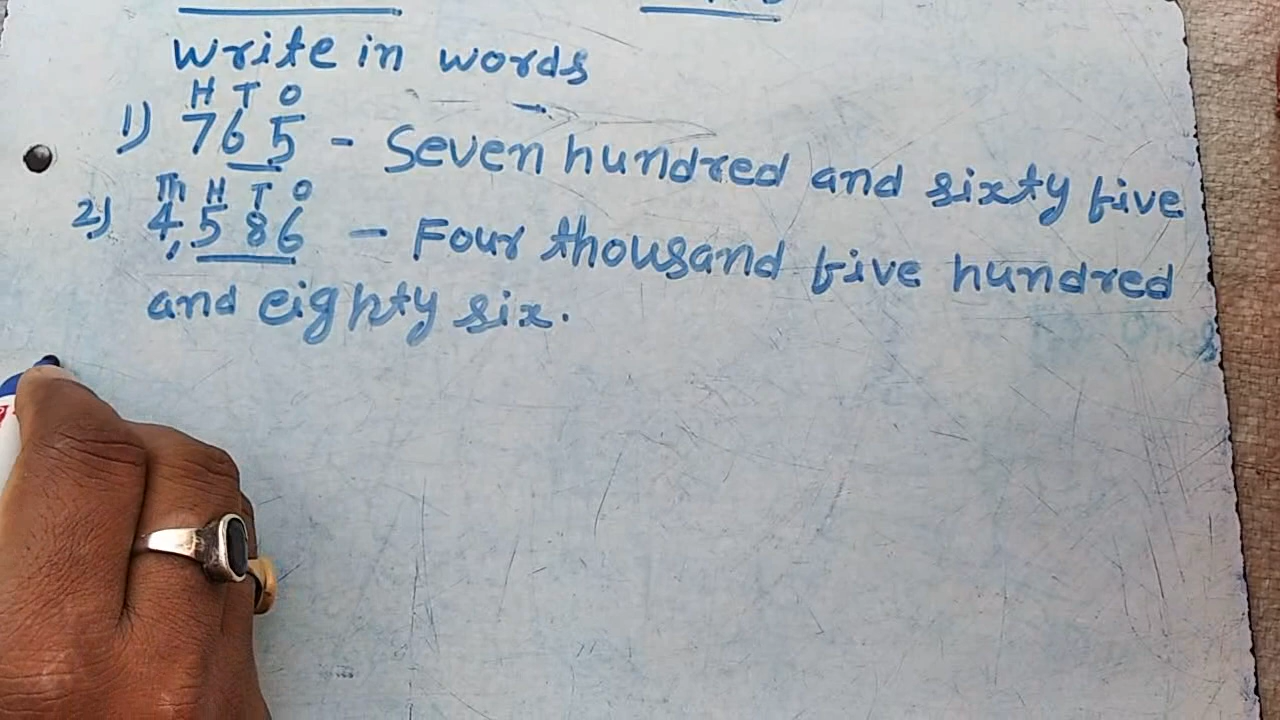 Write in words
H T O
1) 765 - Seven hundred and sixty five
Th H T O
2) 4,586 - Four thousand five hundred
and eighty six.